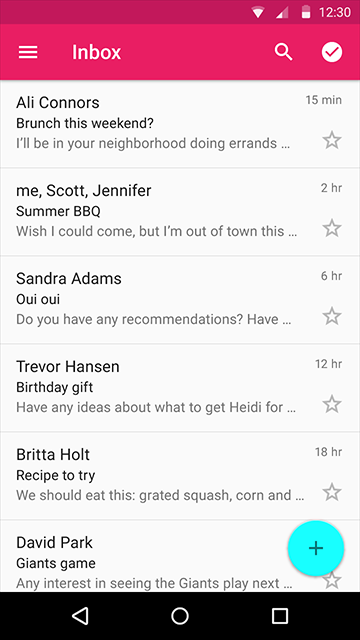 12:30
Inbox
Ali Connors
15 min
Brunch this weekend?
I'll be in your neighborhood doing errands ...
me, Scott, Jennifer
2 hr
Summer BBQ
Wish I could come, but I'm out of town this ...
Sandra Adams
6 hr
Oui oui
Do you have any recommendations? Have ...
Trevor Hansen
12 hr
Birthday gift
Have any ideas about what to get Heidi for ...
Britta Holt
18 hr
Recipe to try
We should eat this: grated squash, corn and ...
David Park
Giants game
Any interest in seeing the Giants play next ...